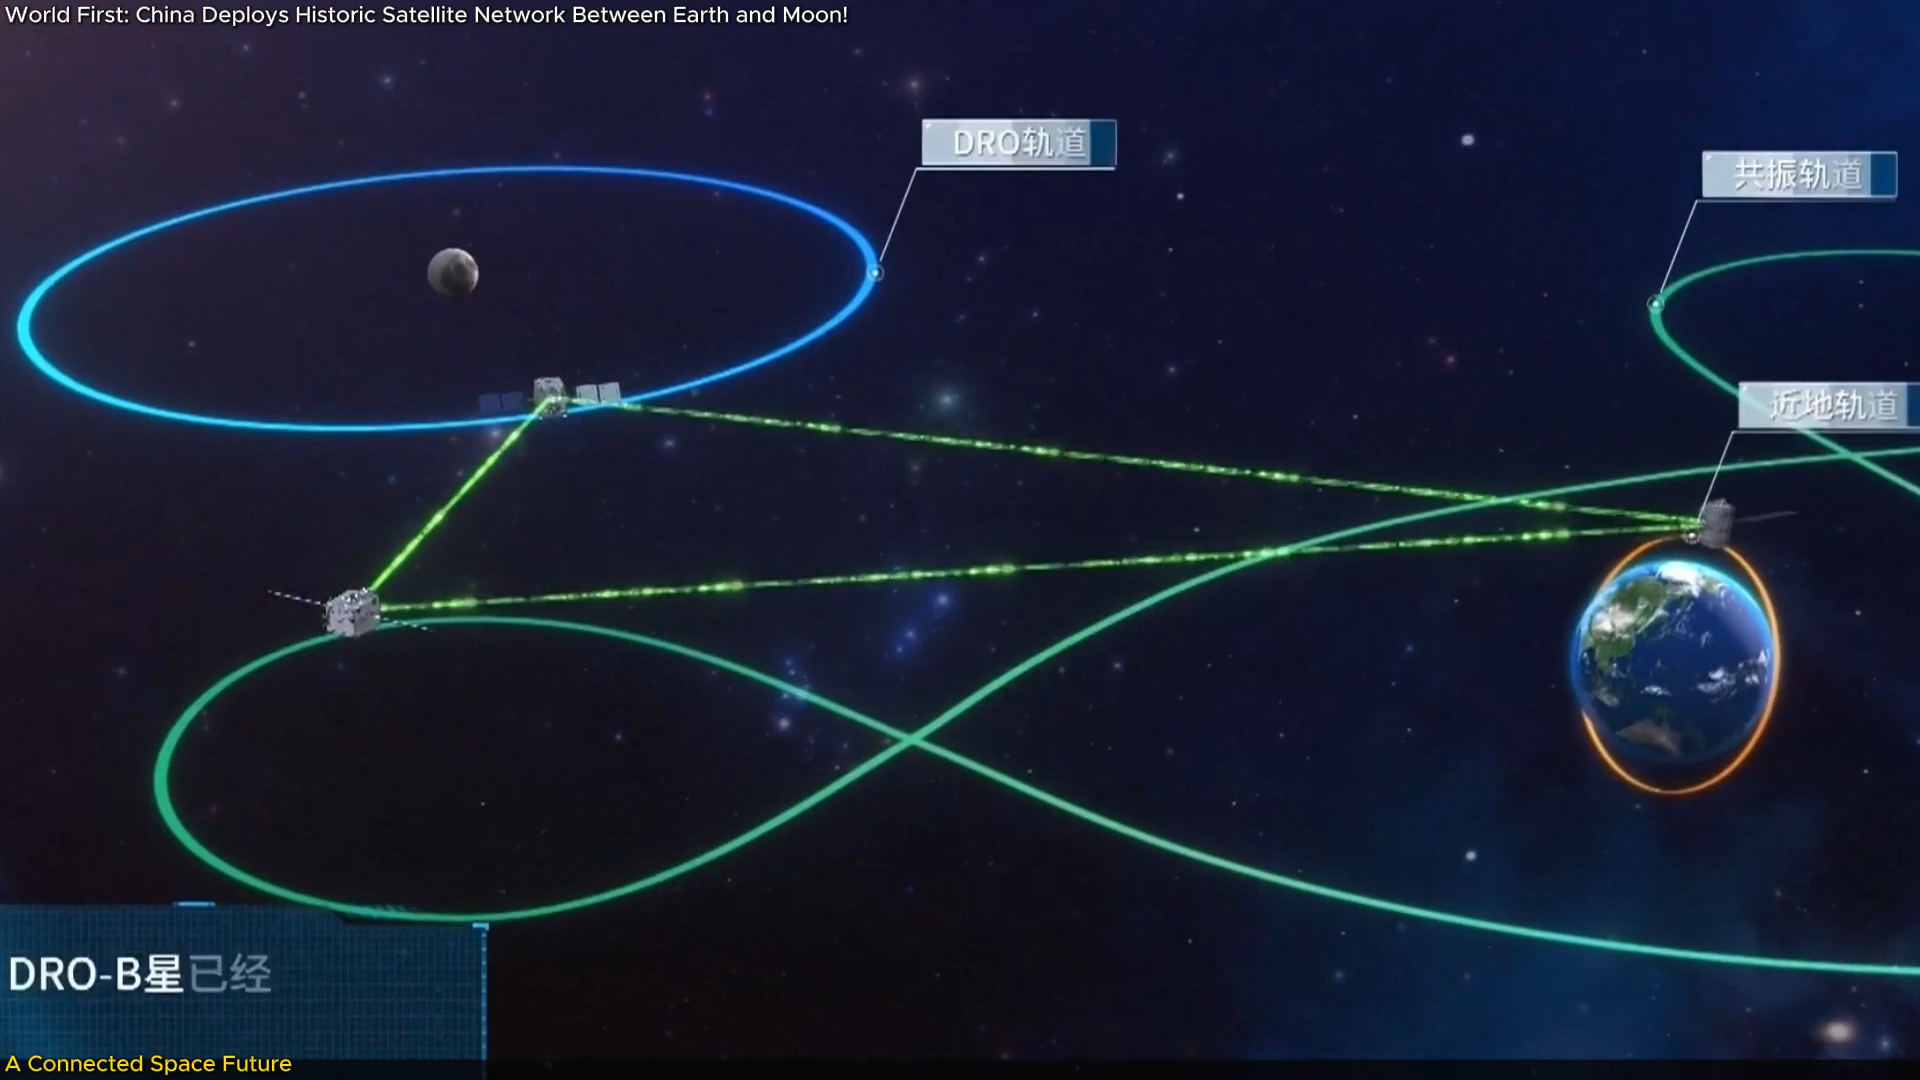 World First: China Deploys Historic Satellite Network Between Earth and Moon!
DRO轨道
共振轨道
近地轨道
DRO-B星已经
A Connected Space Future